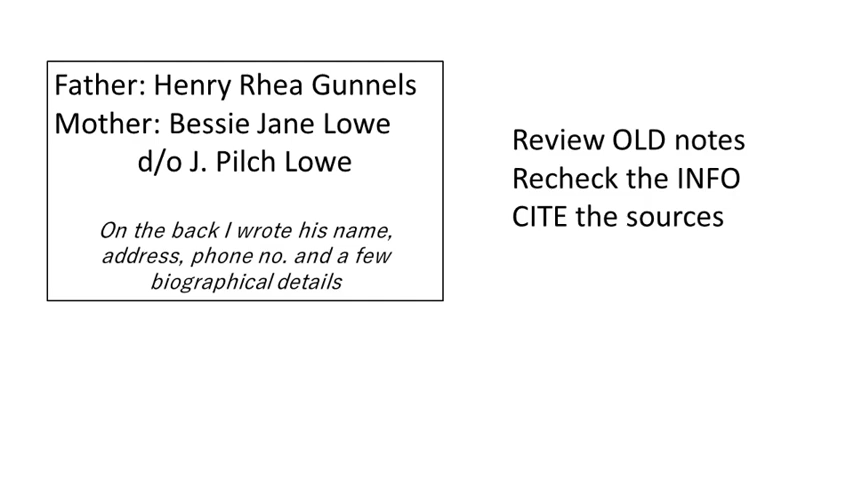 Father: Henry Rhea Gunnels
Mother: Bessie Jane Lowe
d/o J. Pilch Lowe
On the back I wrote his name,
address, phone no. and a few
biographical details
Review OLD notes
Recheck the INFO
CITE the sources